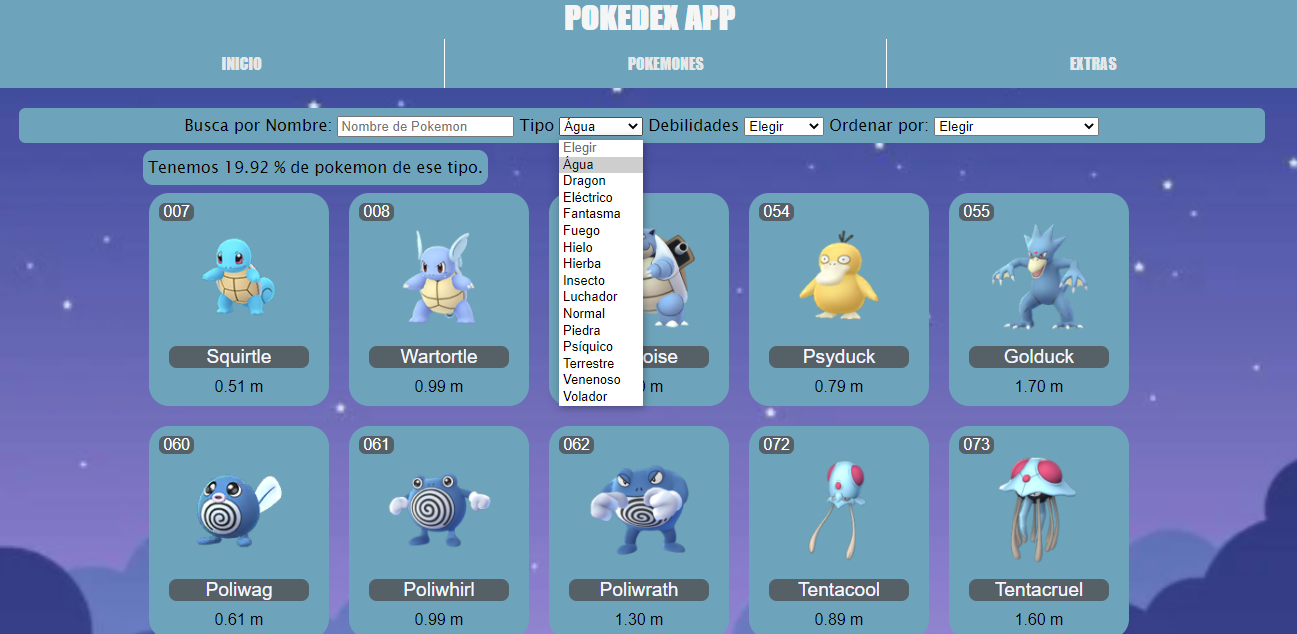 POKEDEX APP
INICIO POKEMONES EXTRAS
Busca por Nombre: Nombre de Pokemon Tipo Água Debilidades Elegir Ordenar por: Elegir
Tenemos 19.92 % de pokemon de ese tipo.
Elegir
Água
Dragon
Eléctrico
Fantasma
Fuego
Hielo
Hierba
Insecto
Luchador
Normal
Piedra
Psíquico
Terrestre
Venenoso
Volador
007 008 054 055
Squirtle Wartortle oise Psyduck Golduck
0.51 m 0.99 m m 0.79 m 1.70 m
060 061 062 072 073
Poliwag Poliwhirl Poliwrath Tentacool Tentacruel
0.61 m 0.99 m 1.30 m 0.89 m 1.60 m